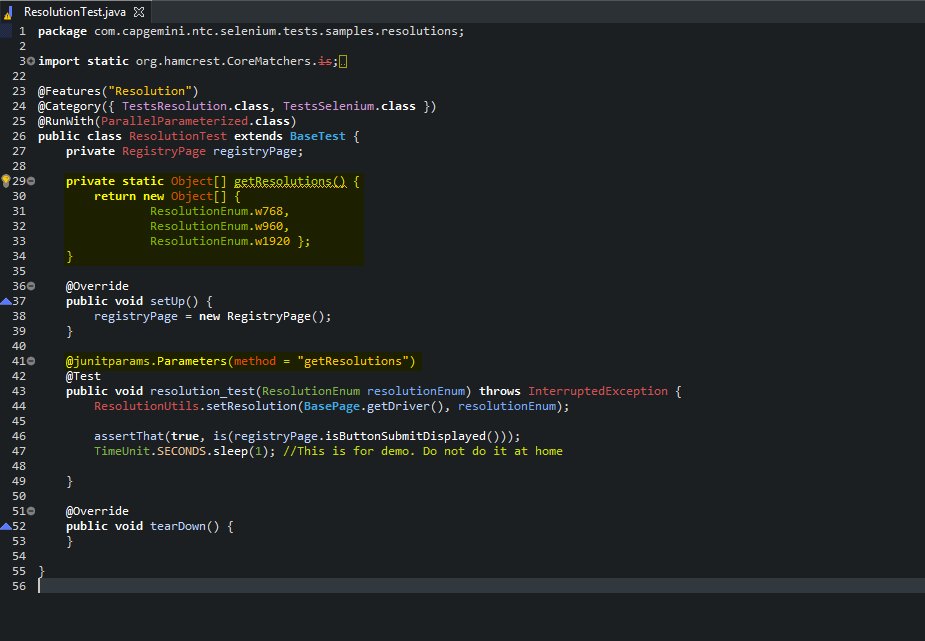 ResolutionTest.java
1 package com.capgemini.ntc.selenium.tests.samples.resolutions;
2
3 import static org.hamcrest.CoreMatchers.is;
22
23 @Features("Resolution")
24 @Category({ TestsResolution.class, TestsSelenium.class })
25 @RunWith(ParallelParameterized.class)
26 public class ResolutionTest extends BaseTest {
27     private RegistryPage registryPage;
28
29     private static Object[] getResolutions() {
30         return new Object[] {
31                 ResolutionEnum.w768,
32                 ResolutionEnum.w960,
33                 ResolutionEnum.w1920 };
34     }
35
36     @Override
37     public void setUp() {
38         registryPage = new RegistryPage();
39     }
40
41     @junitparams.Parameters(method = "getResolutions")
42     @Test
43     public void resolution_test(ResolutionEnum resolutionEnum) throws InterruptedException {
44         ResolutionUtils.setResolution(BasePage.getDriver(), resolutionEnum);
45
46         assertThat(true, is(registryPage.isButtonSubmitDisplayed()));
47         TimeUnit.SECONDS.sleep(1); //This is for demo. Do not do it at home
48
49     }
50
51     @Override
52     public void tearDown() {
53     }
54
55 }
56